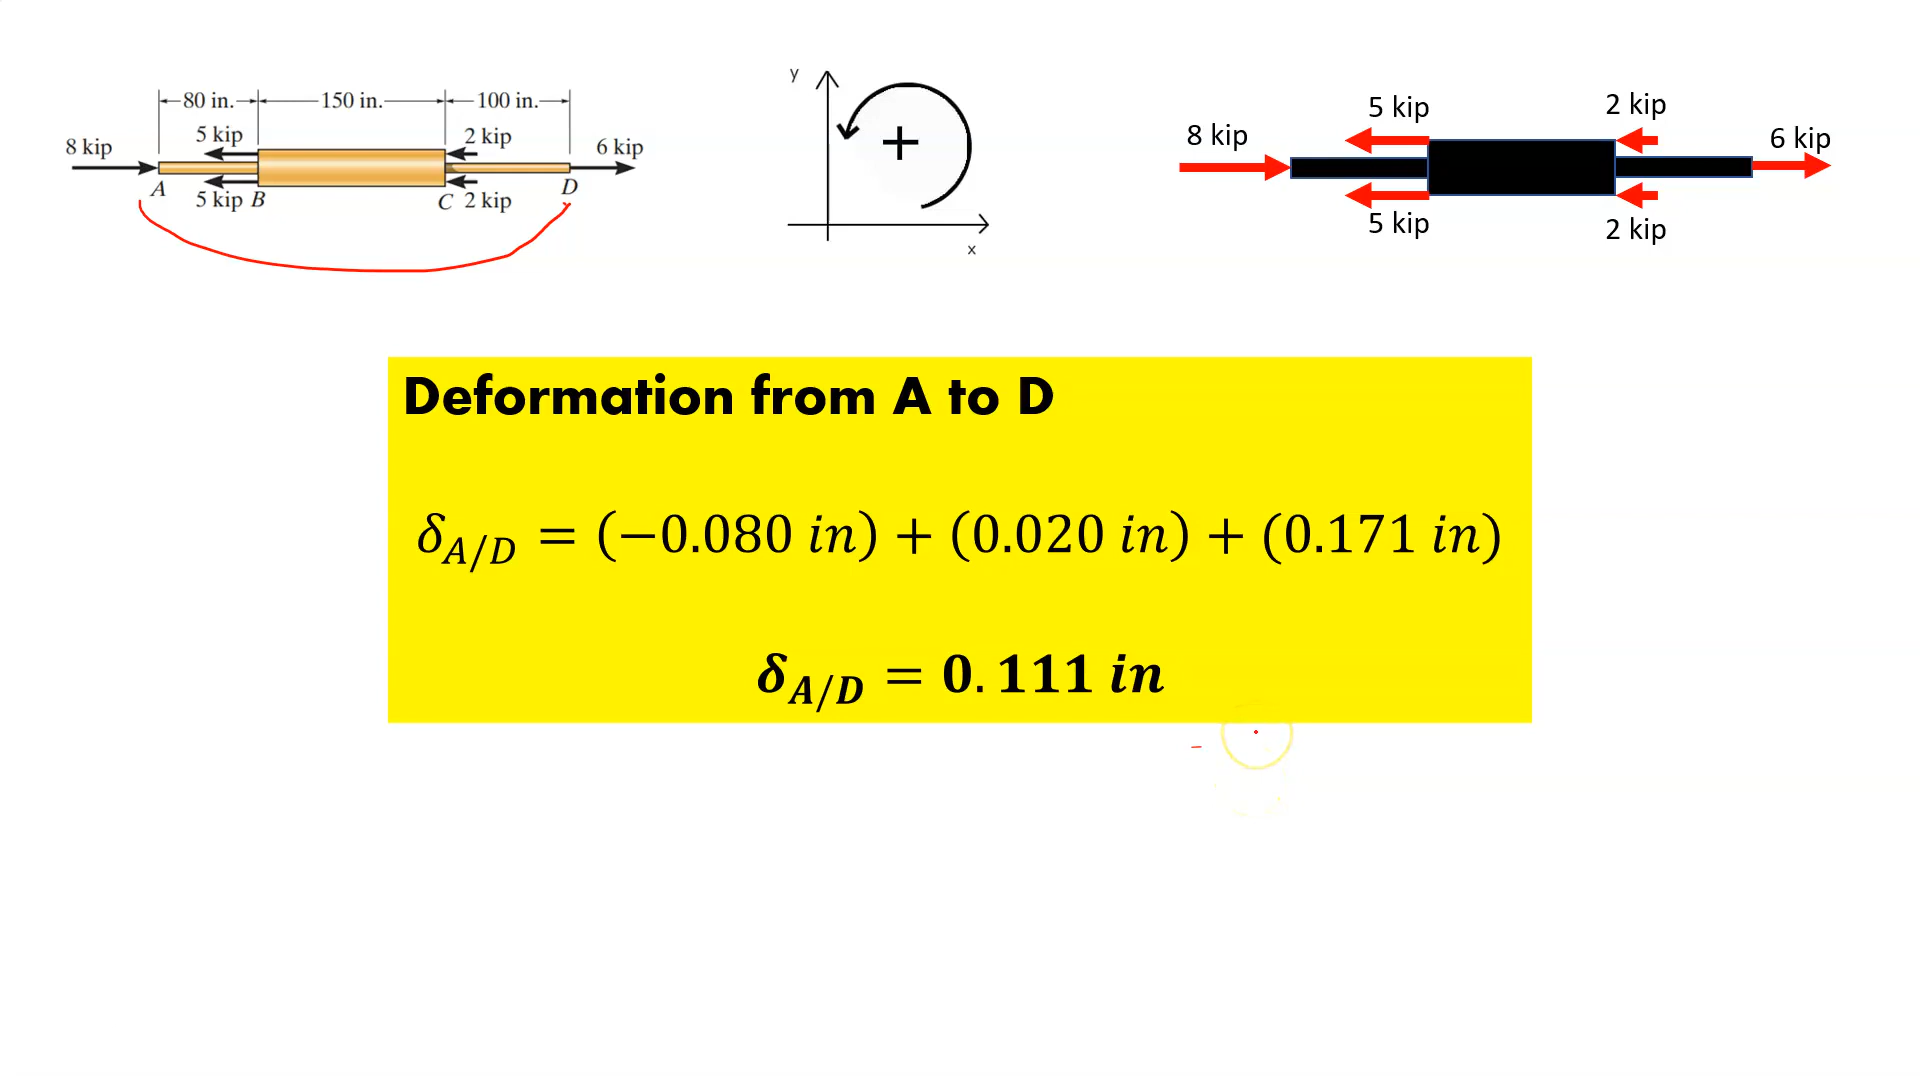 80 in. 150 in. 100 in.
5 kip 2 kip
8 kip 6 kip
A D
5 kip B C 2 kip
y
+
x
5 kip 2 kip
8 kip 6 kip
5 kip 2 kip
Deformation from A to D
δ_{A/D} = (−0.080 in) + (0.020 in) + (0.171 in)
δ_{A/D} = 0.111 in